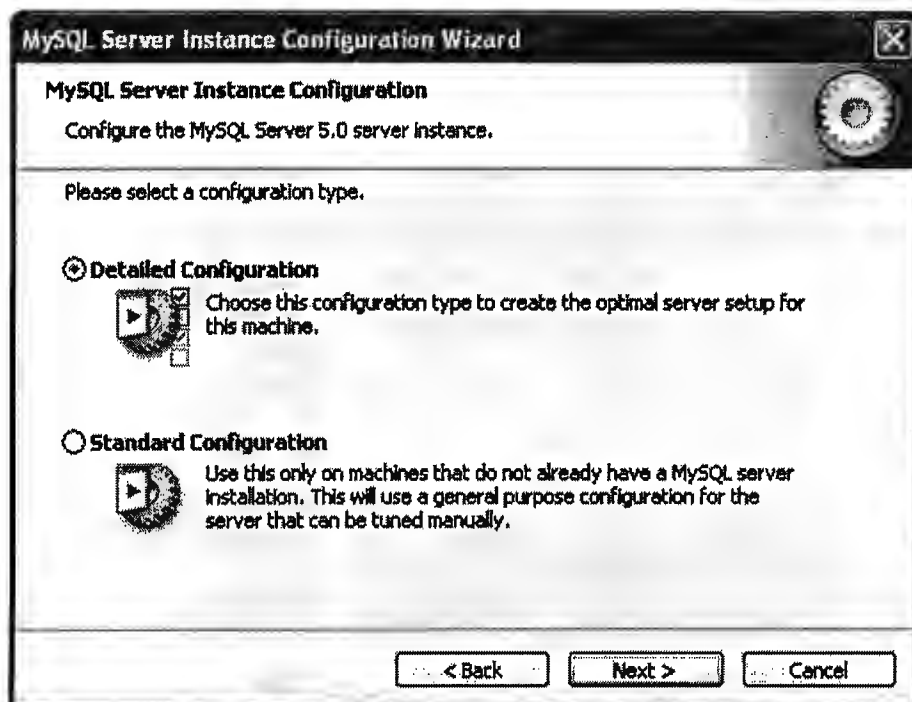 MySQL Server Instance Configuration Wizard
MySQL Server Instance Configuration
Configure the MySQL Server 5.0 server instance.
Please select a configuration type.
Detailed Configuration
Choose this configuration type to create the optimal server setup for
this machine.
Standard Configuration
Use this only on machines that do not already have a MySQL server
installation. This will use a general purpose configuration for the
server that can be tuned manually.
< Back
Next >
Cancel